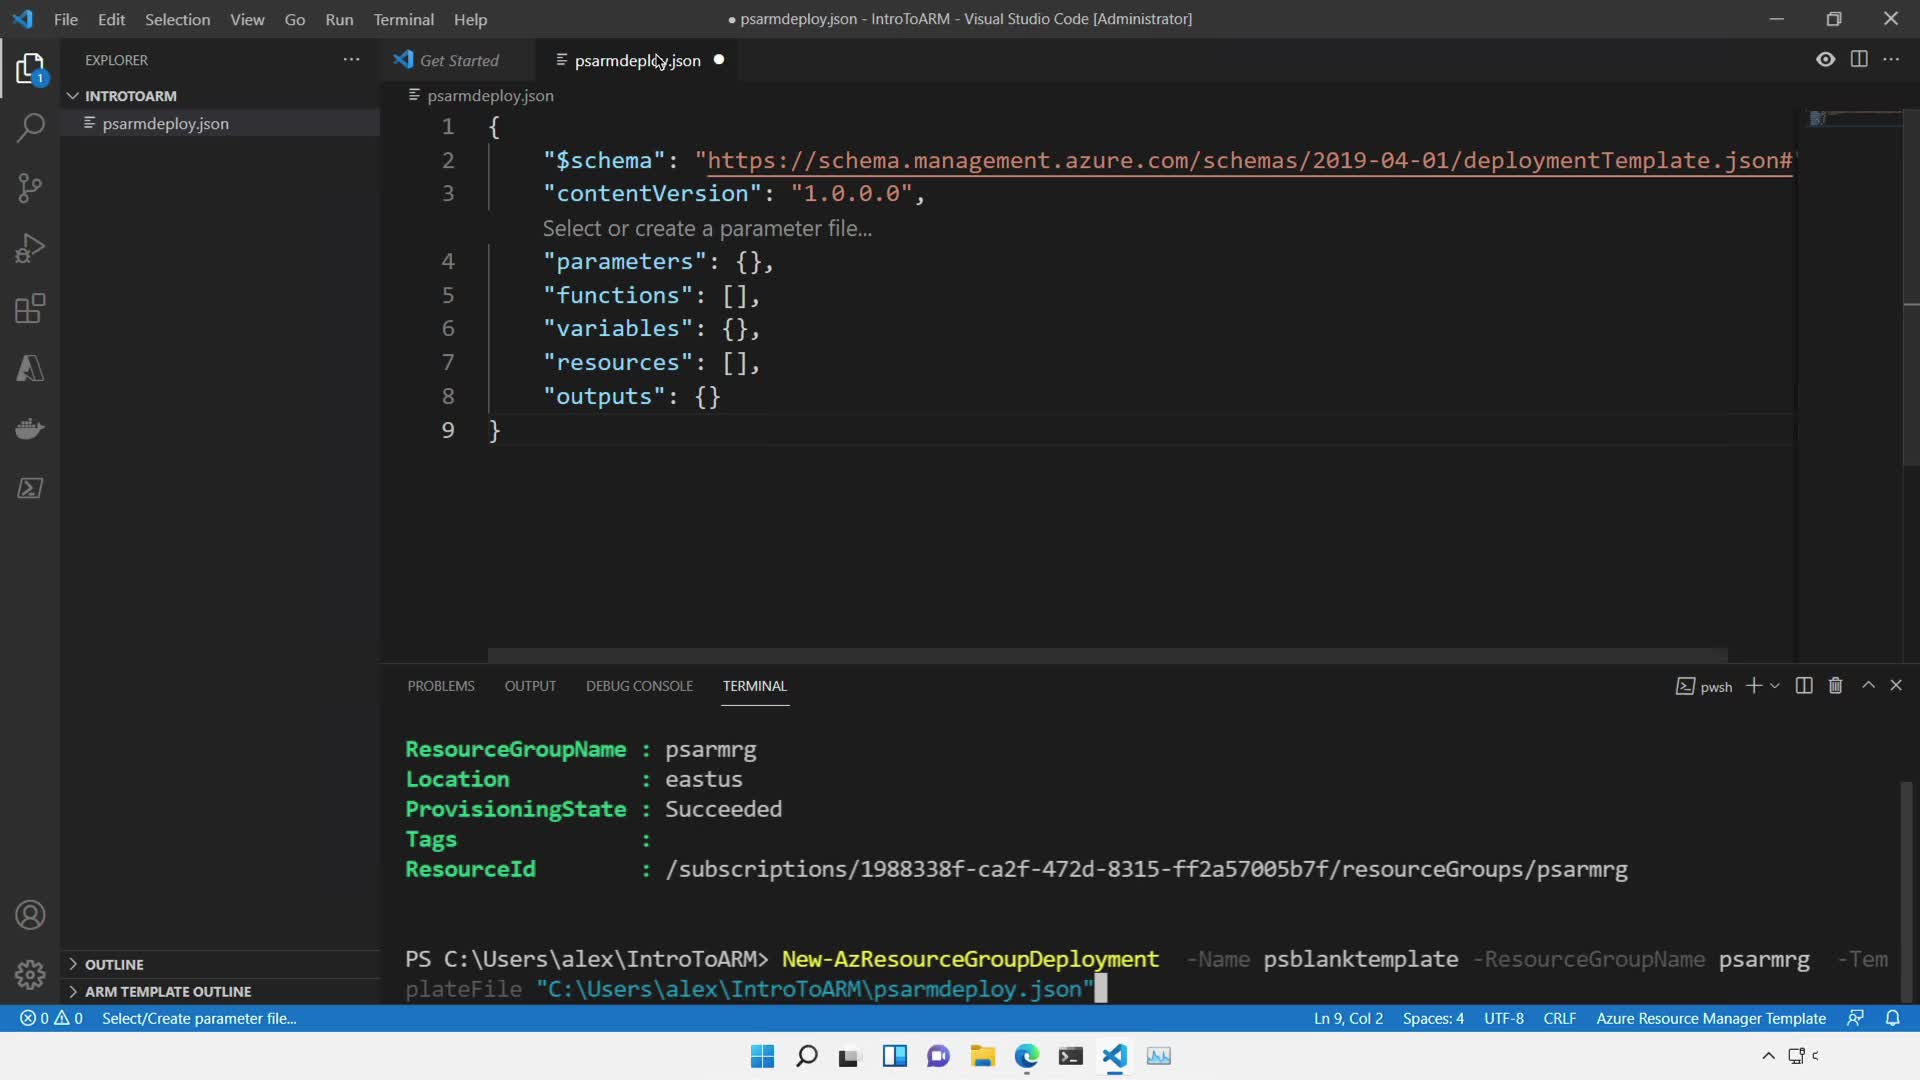 File Edit Selection View Go Run Terminal Help
● psarmdeploy.json - IntroToARM - Visual Studio Code [Administrator]
EXPLORER
Get Started
psarmdeploy.json
1
INTROTOARM
psarmdeploy.json
psarmdeploy.json
1 {
2 "$schema": "https://schema.management.azure.com/schemas/2019-04-01/deploymentTemplate.json#"
3 "contentVersion": "1.0.0.0",
Select or create a parameter file...
4 "parameters": {},
5 "functions": [],
6 "variables": {},
7 "resources": [],
8 "outputs": {}
9 }
PROBLEMS OUTPUT DEBUG CONSOLE TERMINAL
pwsh
ResourceGroupName : psarmrg
Location : eastus
ProvisioningState : Succeeded
Tags :
ResourceId : /subscriptions/1988338f-ca2f-472d-8315-ff2a57005b7f/resourceGroups/psarmrg
PS C:\Users\alex\IntroToARM> New-AzResourceGroupDeployment -Name psblanktemplate -ResourceGroupName psarmrg -Tem
plateFile "C:\Users\alex\IntroToARM\psarmdeploy.json"
OUTLINE
ARM TEMPLATE OUTLINE
0 0 Select/Create parameter file...
Ln 9, Col 2 Spaces: 4 UTF-8 CRLF Azure Resource Manager Template